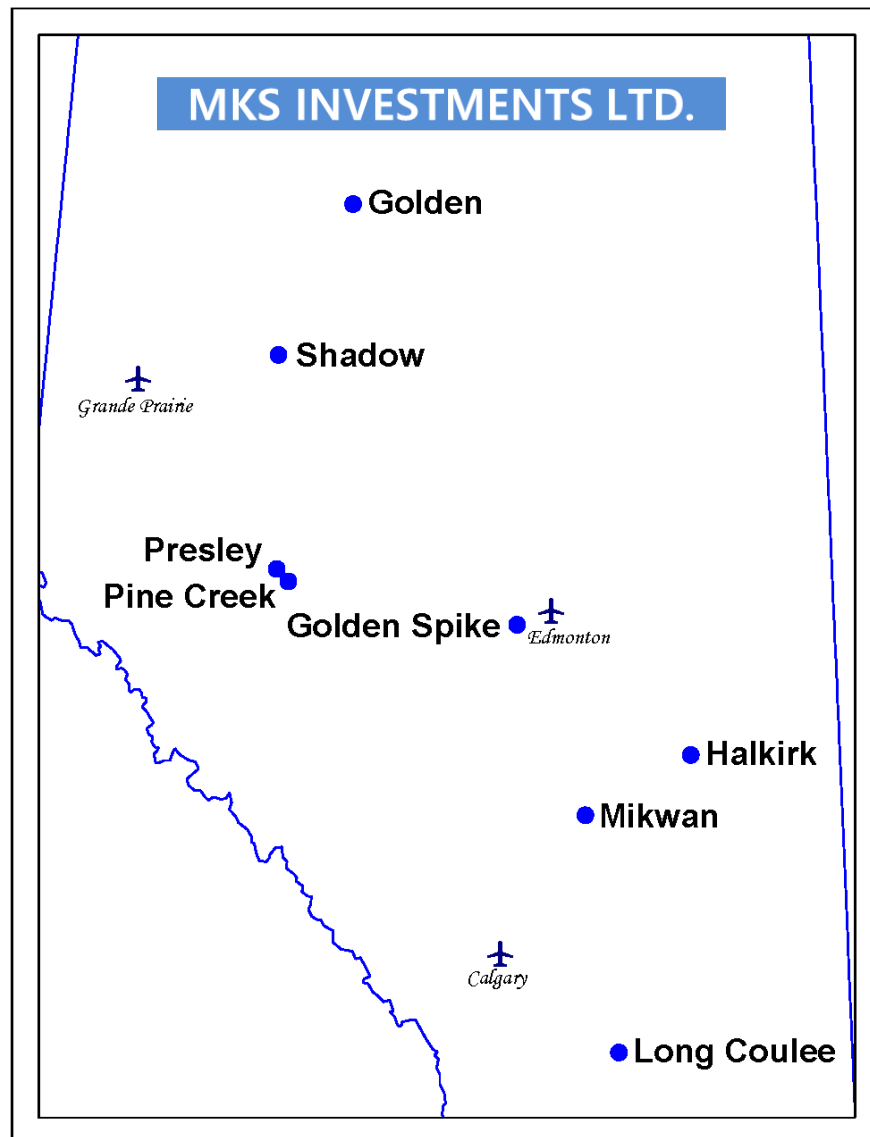 MKS INVESTMENTS LTD.
Golden
Shadow
Grande Prairie
Presley
Pine Creek
Golden Spike
Edmonton
Halkirk
Mikwan
Calgary
Long Coulee